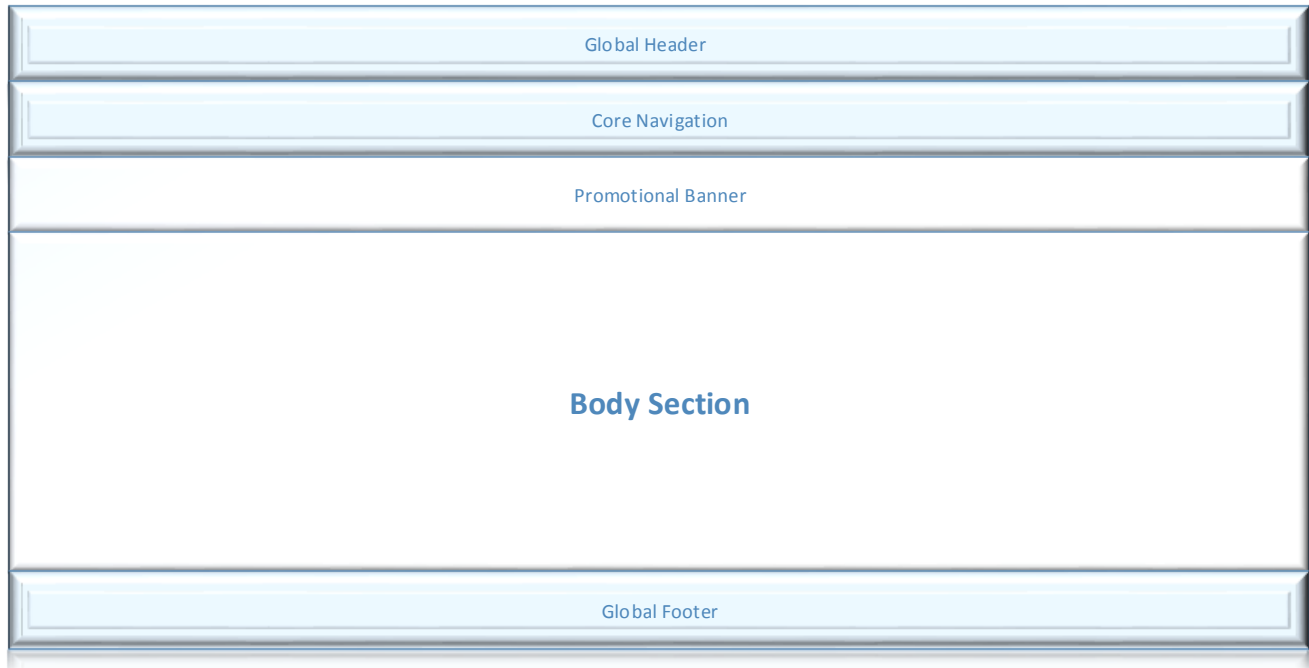 Global Header
Core Navigation
Promotional Banner
Body Section
Global Footer